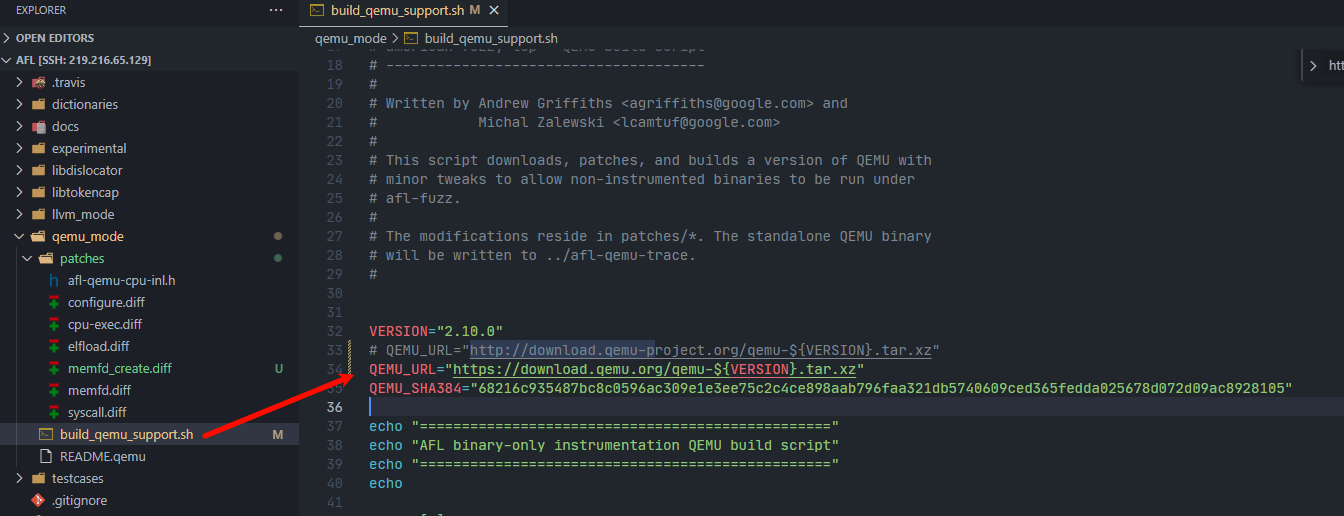 EXPLORER
···
OPEN EDITORS
AFL [SSH: 219.216.65.129]
.travis
dictionaries
docs
experimental
libdislocator
libtokencap
llvm_mode
qemu_mode
patches
h afl-qemu-cpu-inl.h
configure.diff
cpu-exec.diff
elfload.diff
memfd_create.diff U
memfd.diff
syscall.diff
build_qemu_support.sh M
README.qemu
testcases
.gitignore
build_qemu_support.sh M
qemu_mode > build_qemu_support.sh
18 # --------------------------------------
19 #
20 # Written by Andrew Griffiths <agriffiths@google.com> and
21 #            Michal Zalewski <lcamtuf@google.com>
22 #
23 # This script downloads, patches, and builds a version of QEMU with
24 # minor tweaks to allow non-instrumented binaries to be run under
25 # afl-fuzz.
26 #
27 # The modifications reside in patches/*. The standalone QEMU binary
28 # will be written to ../afl-qemu-trace.
29 #
30
31
32 VERSION="2.10.0"
33 # QEMU_URL="http://download.qemu-project.org/qemu-${VERSION}.tar.xz"
34 QEMU_URL="https://download.qemu.org/qemu-${VERSION}.tar.xz"
35 QEMU_SHA384="68216c935487bc8c0596ac309e1e3ee75c2c4ce898aab796faa321db5740609ced365fedda025678d072d09ac8928105"
36
37 echo "================================================="
38 echo "AFL binary-only instrumentation QEMU build script"
39 echo "================================================="
40 echo
41
htt